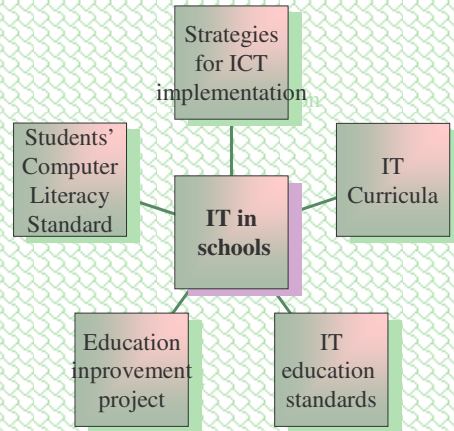 Strategies
for ICT
implementation
Students’
Computer
Literacy
Standard
IT
Curricula
IT in
schools
Education
inprovement
project
IT
education
standards